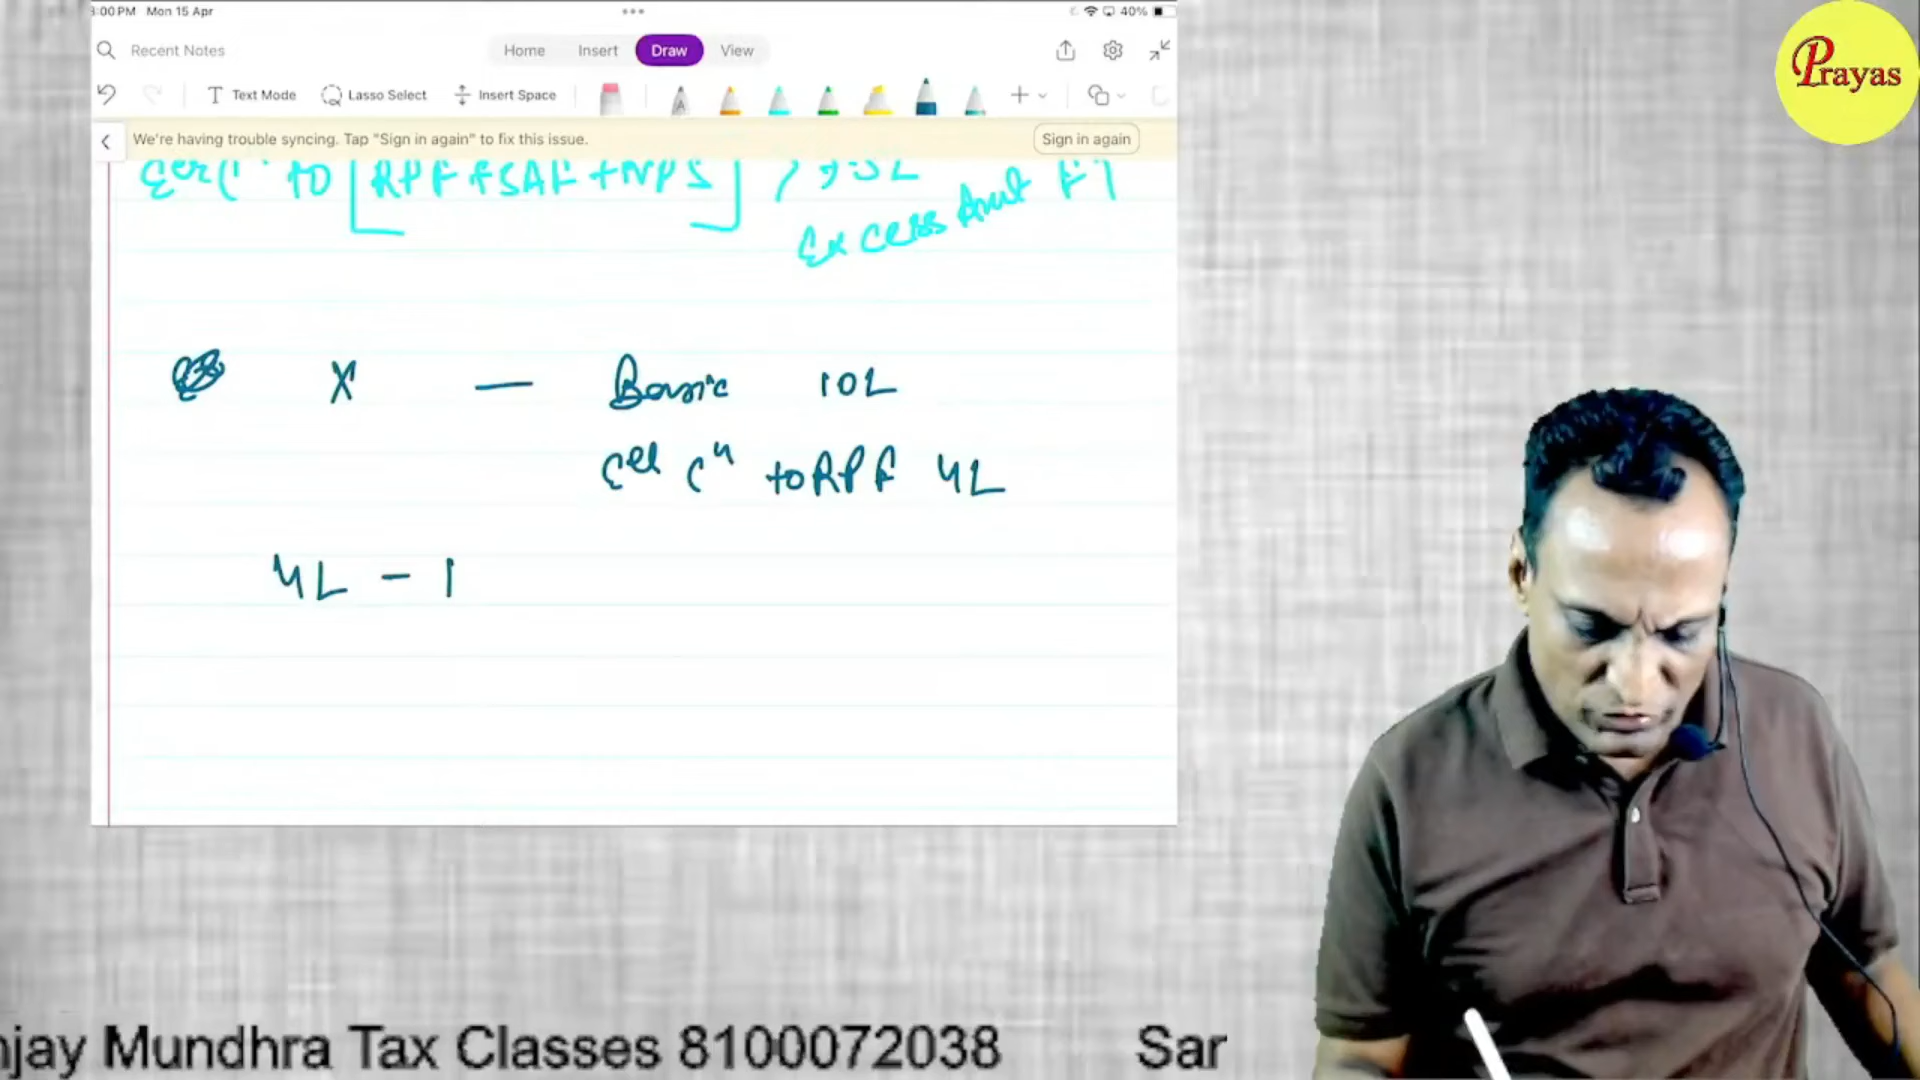 3:00 PM Mon 15 Apr
40%
Recent Notes
Home Insert Draw View
Text Mode Lasso Select Insert Space
We're having trouble syncing. Tap "Sign in again" to fix this issue.
Sign in again
to [RPF+SAF+NPS]
Excess Amt
X — Basic 10L
to RPF 4L
4L - 1
Prayas
njay Mundhra Tax Classes 8100072038 Sar